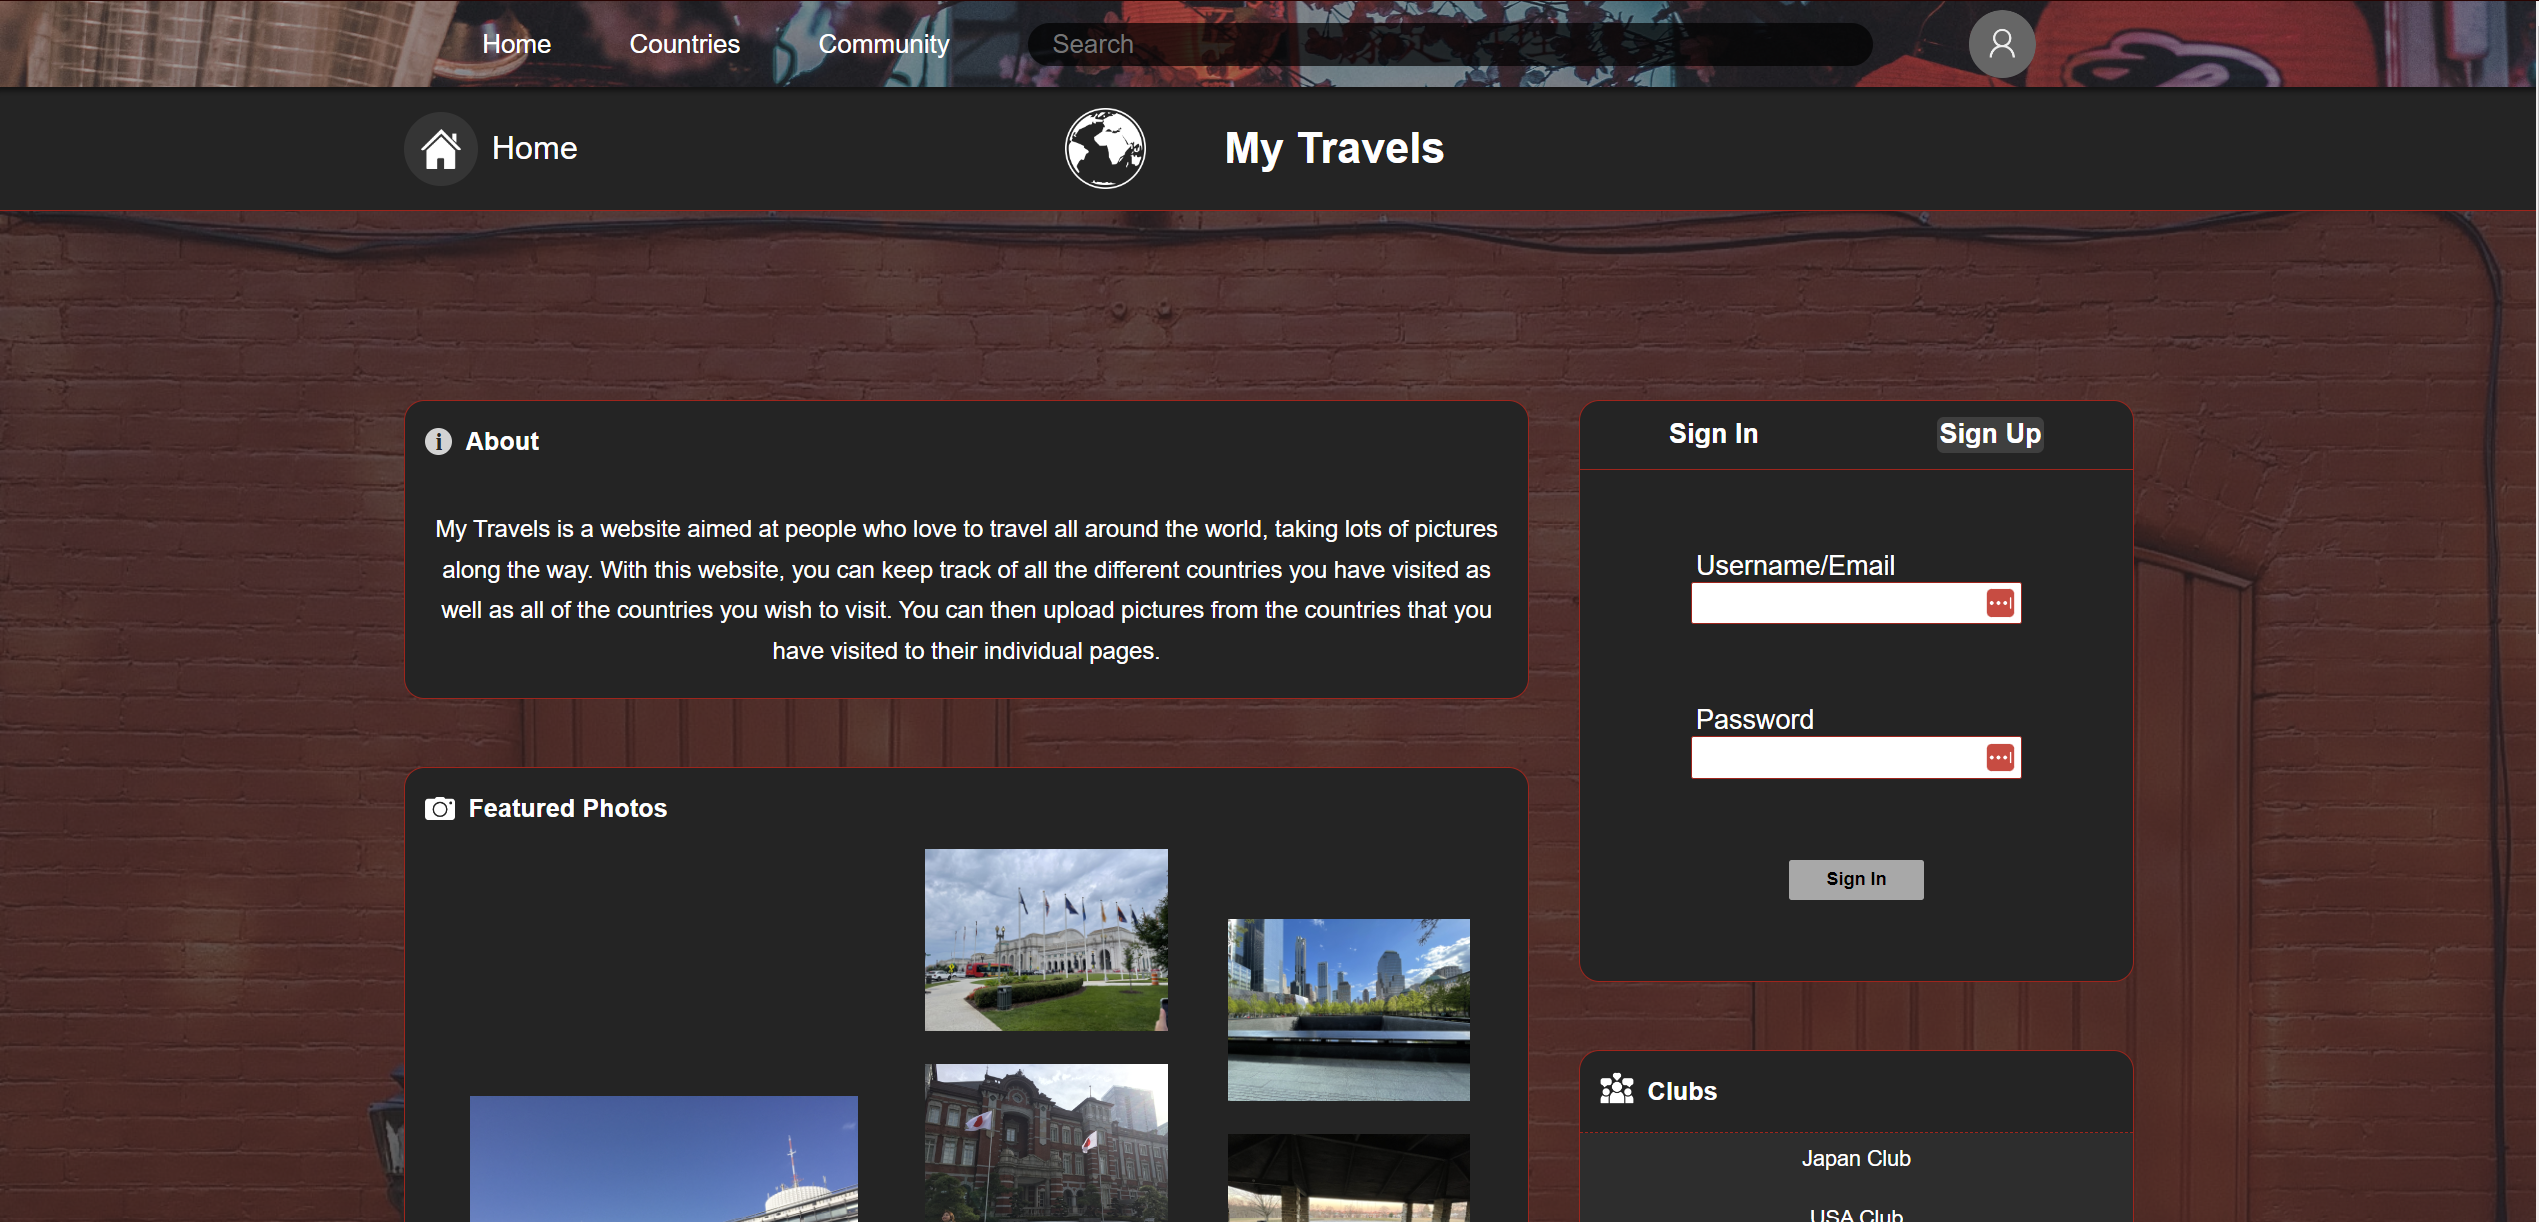 Home
Countries
Community
Search
Home
My Travels
About
My Travels is a website aimed at people who love to travel all around the world, taking lots of pictures
along the way. With this website, you can keep track of all the different countries you have visited as
well as all of the countries you wish to visit. You can then upload pictures from the countries that you
have visited to their individual pages.
Featured Photos
Sign In
Sign Up
Username/Email
Password
Sign In
Clubs
Japan Club
USA Club